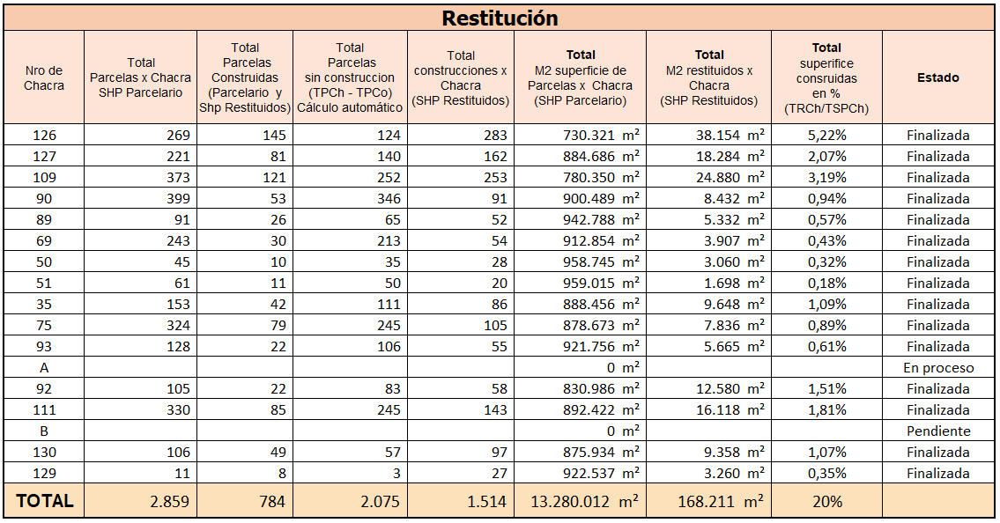 Restitución
Nro de
Chacra
Total
Parcelas x Chacra
SHP Parcelario
Total
Parcelas
Construidas
(Parcelario y
Shp Restituidos)
Total
Parcelas
sin construccion
(TPCh - TPCo)
Cálculo automático
Total
construcciones x
Chacra
(SHP Restituidos)
Total
M2 superficie de
Parcelas x Chacra
(SHP Parcelario)
Total
M2 restituidos x
Chacra
(SHP Restituidos)
Total
superifice
consruidas
en %
(TRCh/TSPCh)
Estado
126 269 145 124 283 730.321 m² 38.154 m² 5,22% Finalizada
127 221 81 140 162 884.686 m² 18.284 m² 2,07% Finalizada
109 373 121 252 253 780.350 m² 24.880 m² 3,19% Finalizada
90 399 53 346 91 900.489 m² 8.432 m² 0,94% Finalizada
89 91 26 65 52 942.788 m² 5.332 m² 0,57% Finalizada
69 243 30 213 54 912.854 m² 3.907 m² 0,43% Finalizada
50 45 10 35 28 958.745 m² 3.060 m² 0,32% Finalizada
51 61 11 50 20 959.015 m² 1.698 m² 0,18% Finalizada
35 153 42 111 86 888.456 m² 9.648 m² 1,09% Finalizada
75 324 79 245 105 878.673 m² 7.836 m² 0,89% Finalizada
93 128 22 106 55 921.756 m² 5.665 m² 0,61% Finalizada
A 0 m² En proceso
92 105 22 83 58 830.986 m² 12.580 m² 1,51% Finalizada
111 330 85 245 143 892.422 m² 16.118 m² 1,81% Finalizada
B 0 m² Pendiente
130 106 49 57 97 875.934 m² 9.358 m² 1,07% Finalizada
129 11 8 3 27 922.537 m² 3.260 m² 0,35% Finalizada
TOTAL 2.859 784 2.075 1.514 13.280.012 m² 168.211 m² 20%